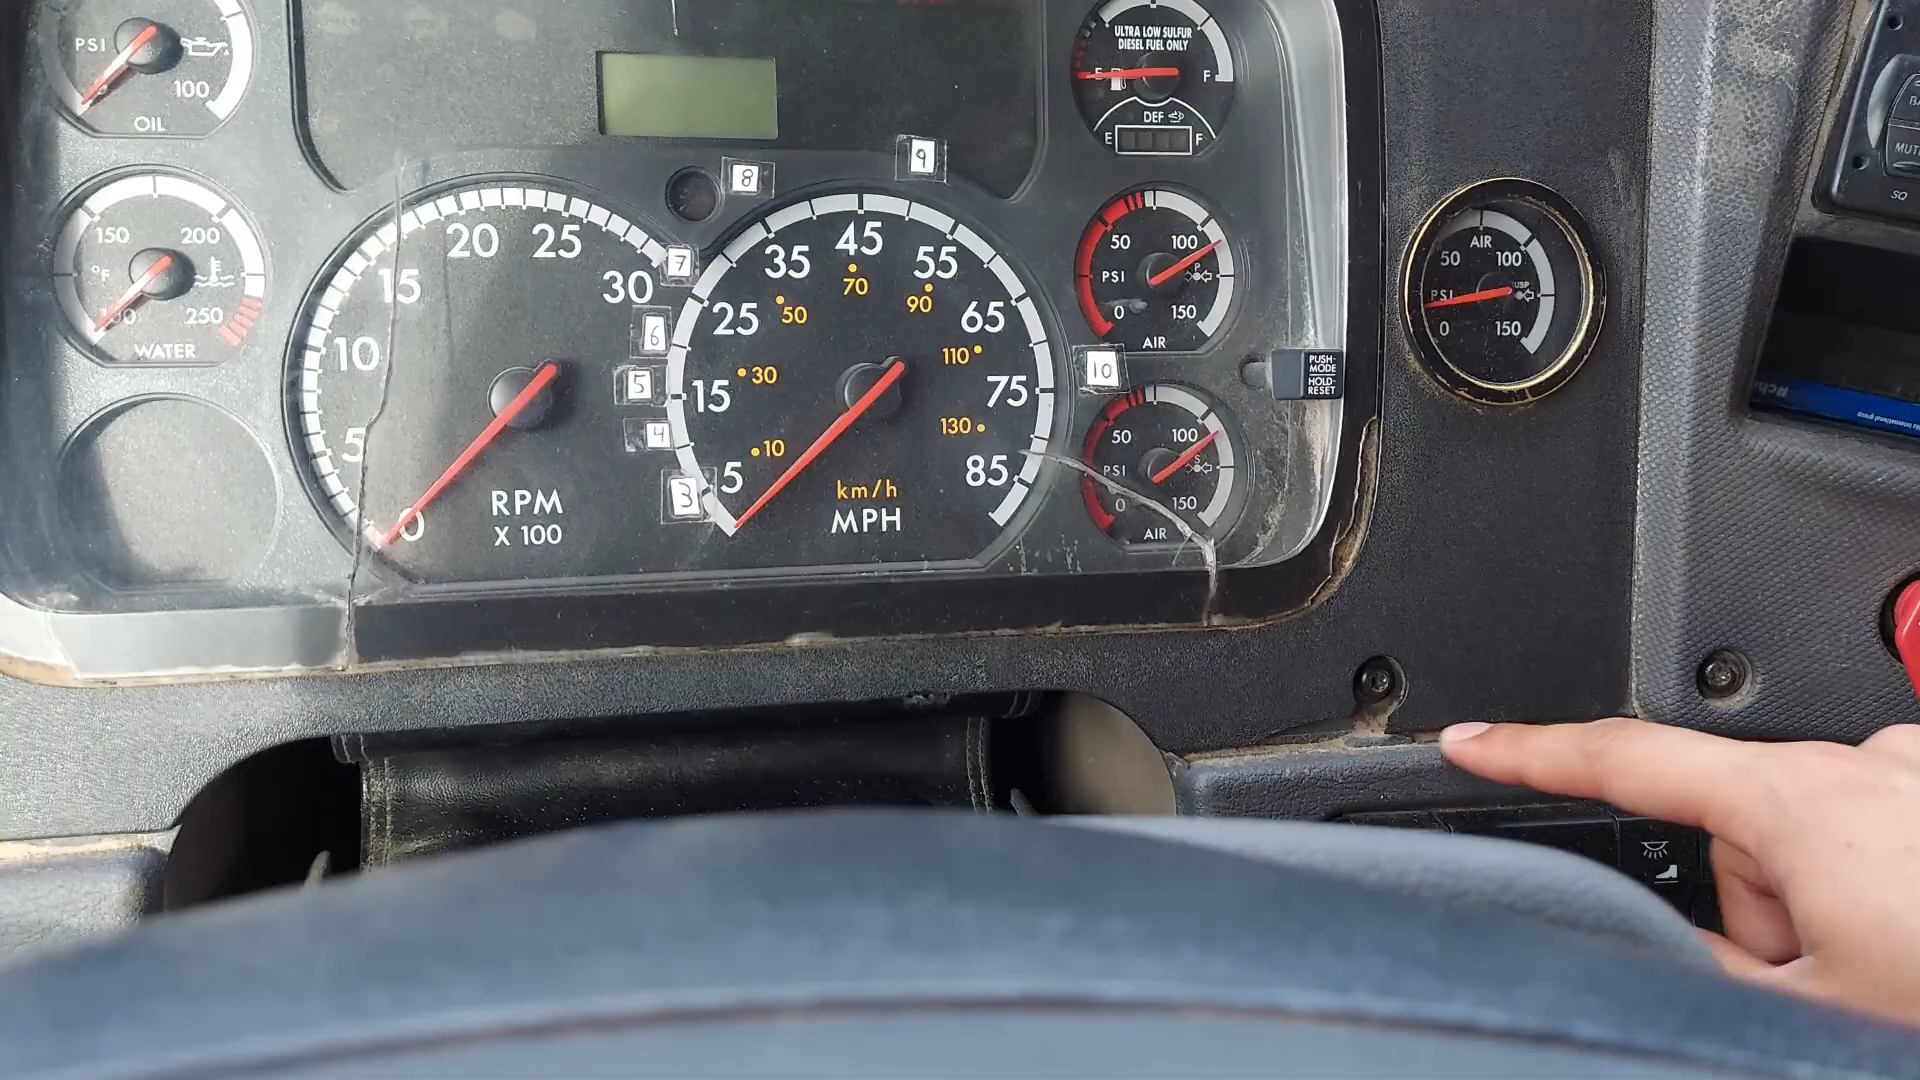 PSI
100
OIL
150
200
°F
250
WATER
0
5
10
15
20
25
30
RPM
X 100
3
4
5
6
7
8
9
10
5
15
25
35
45
55
65
75
85
10
30
50
70
90
110
130
km/h
MPH
ULTRA LOW SULFUR
DIESEL FUEL ONLY
E F
DEF
E F
50 100
PSI P
0 150
AIR
50 100
PSI S
0 150
AIR
PUSH-
MODE
HOLD-
RESET
AIR
50 100
PSI
0 150
MUT
SQ